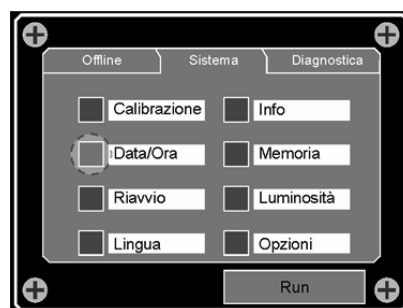 Offline Sistema Diagnostica
Calibrazione Info
Data/Ora Memoria
Riavvio Luminosità
Lingua Opzioni
Run